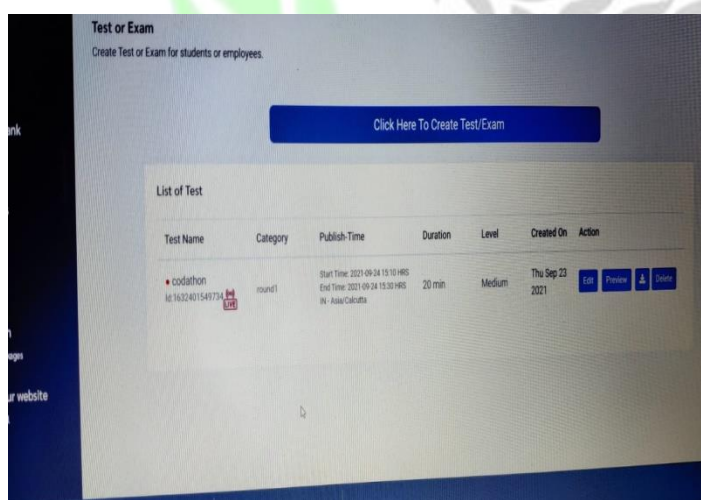 Test or Exam
Create Test or Exam for students or employees.
Click Here To Create Test/Exam
List of Test
Test Name Category Publish-Time Duration Level Created On Action
codathon
Id:1632401549734
LIVE
round1
Start Time: 2021-09-24 15:10 HRS
End Time: 2021-09-24 15:30 HRS
IN - Asia/Calcutta
20 min
Medium
Thu Sep 23
2021
Edit Preview Delete
ur website